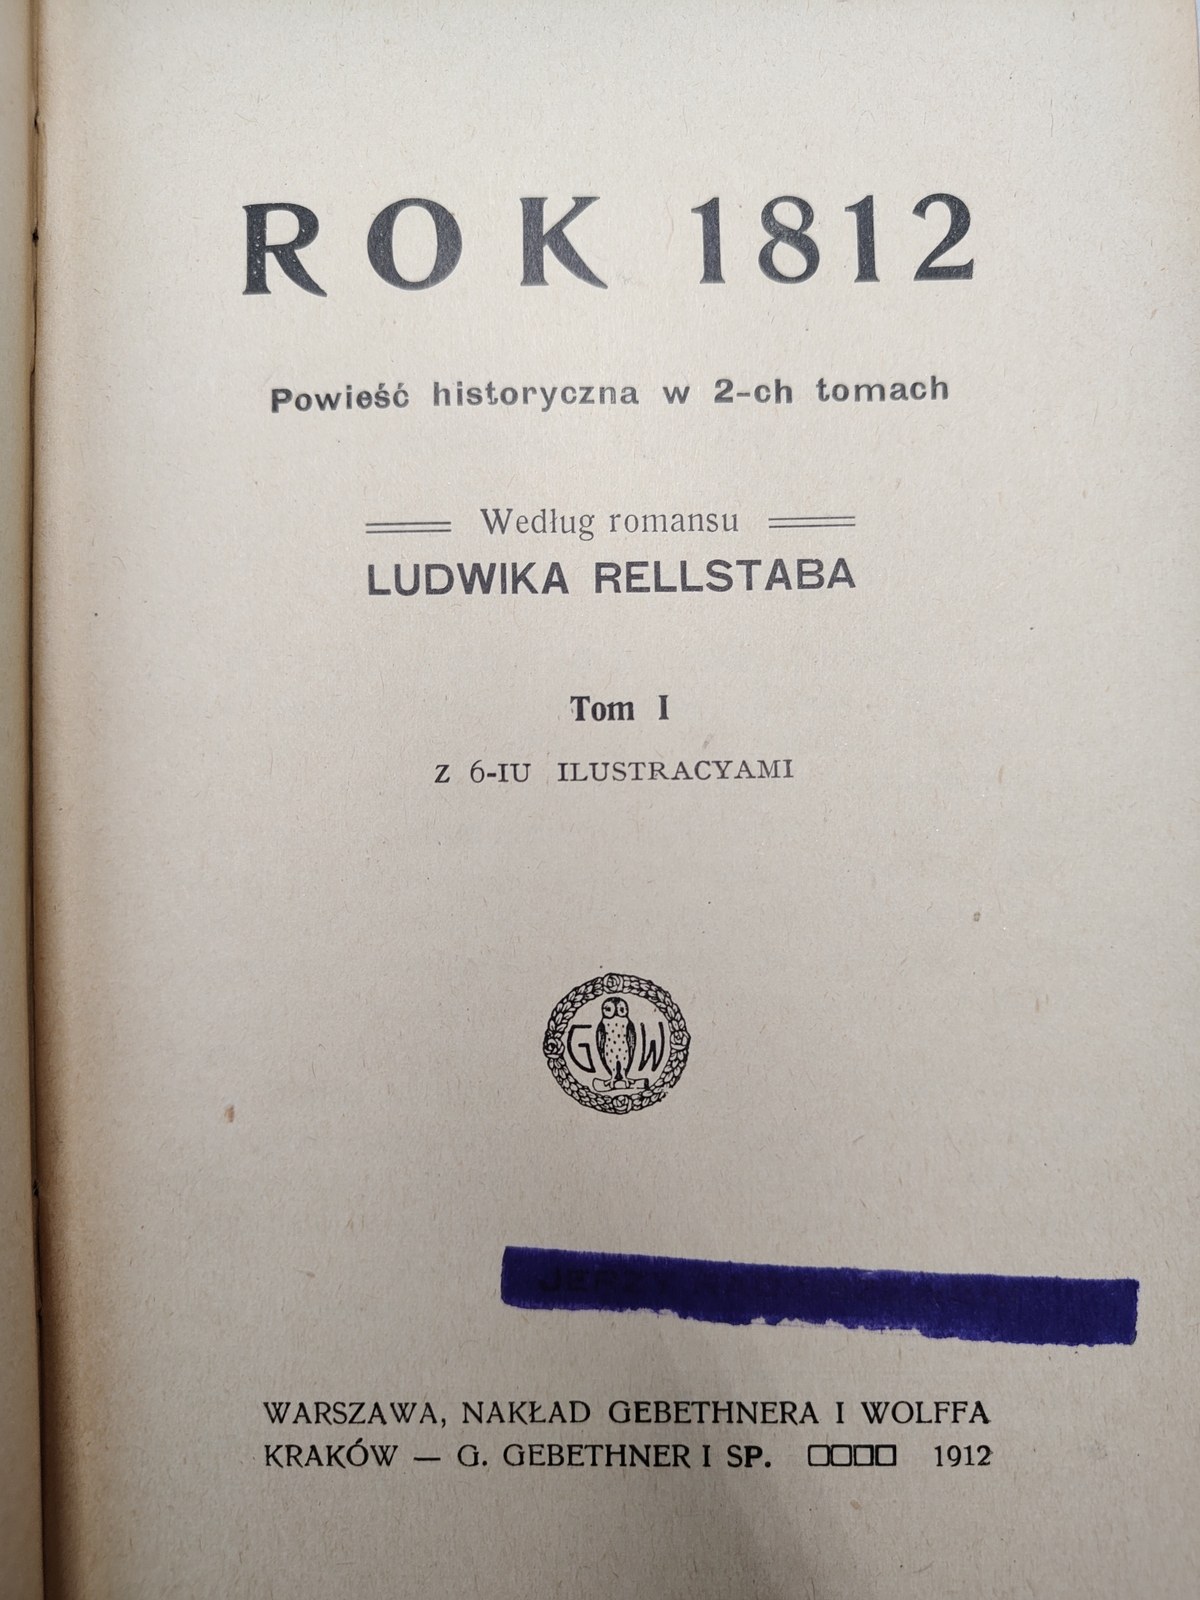 ROK 1812
Powieść historyczna w 2-ch tomach
Według romansu
LUDWIKA RELLSTABA
Tom I
Z 6-IU ILUSTRACYAMI
G W
WARSZAWA, NAKŁAD GEBETHNERA I WOLFFA
KRAKÓW — G. GEBETHNER I SP. □□□□ 1912